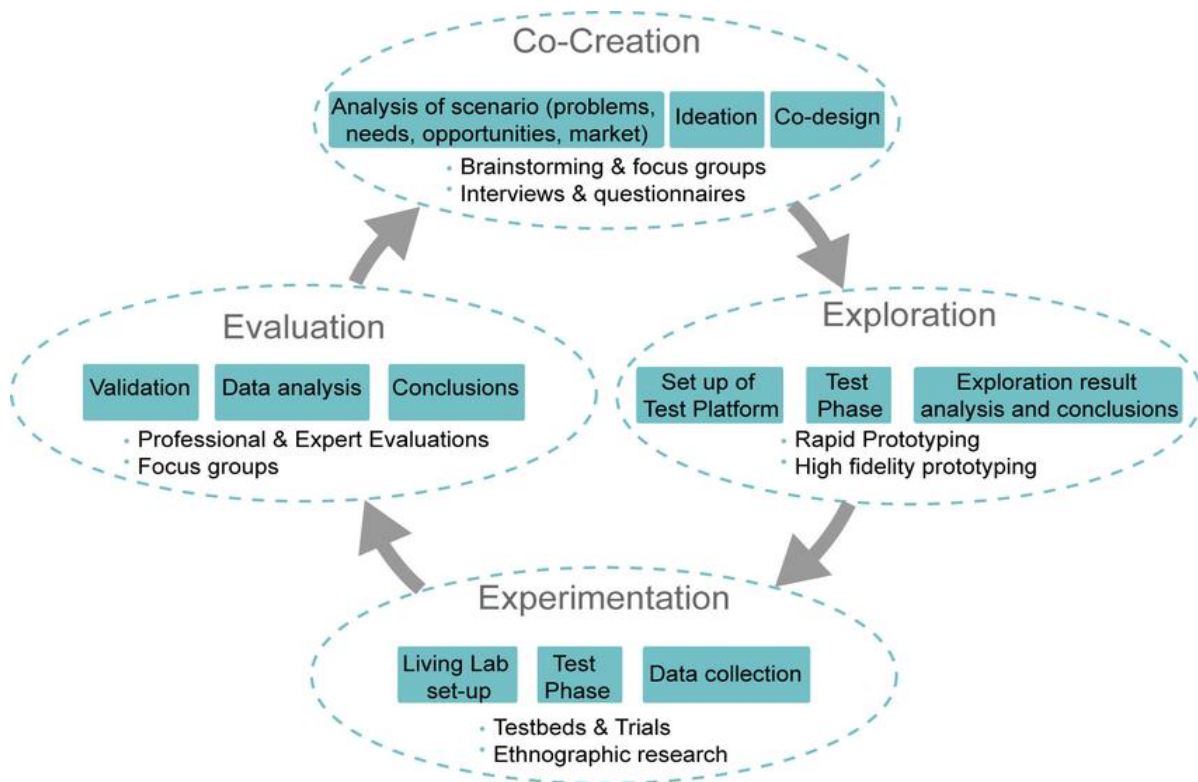 Co-Creation
Analysis of scenario (problems,
needs, opportunities, market)
Ideation
Co-design
• Brainstorming & focus groups
• Interviews & questionnaires
Evaluation
Validation
Data analysis
Conclusions
• Professional & Expert Evaluations
• Focus groups
Exploration
Set up of
Test Platform
Test
Phase
Exploration result
analysis and conclusions
• Rapid Prototyping
• High fidelity prototyping
Experimentation
Living Lab
set-up
Test
Phase
Data collection
• Testbeds & Trials
• Ethnographic research